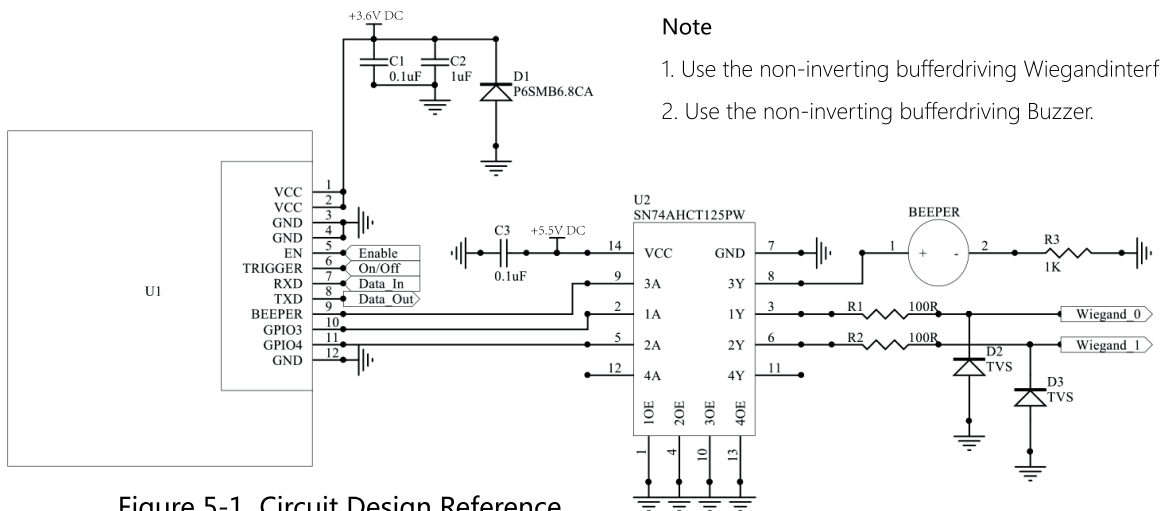 +3.6V DC
C1
0.1uF
C2
1uF
D1
P6SMB6.8CA
Note
1. Use the non-inverting bufferdriving Wiegandinterf
2. Use the non-inverting bufferdriving Buzzer.
U1
VCC 1
VCC 2
GND 3
GND 4
EN 5 Enable
TRIGGER 6 On/Off
RXD 7 Data_In
TXD 8 Data_Out
BEEPER 9
GPIO3 10
GPIO4 11
GND 12
C3
0.1uF
+5.5V DC
U2
SN74AHCT125PW
14 VCC GND 7
9 3A 3Y 8
2 1A 1Y 3
5 2A 2Y 6
12 4A 4Y 11
1OE 2OE 3OE 4OE
1 4 10 13
BEEPER
1 + - 2
R3
1K
R1 100R
Wiegand_0
R2 100R
Wiegand_1
D2
TVS
D3
TVS
Figure 5-1 Circuit Design Reference